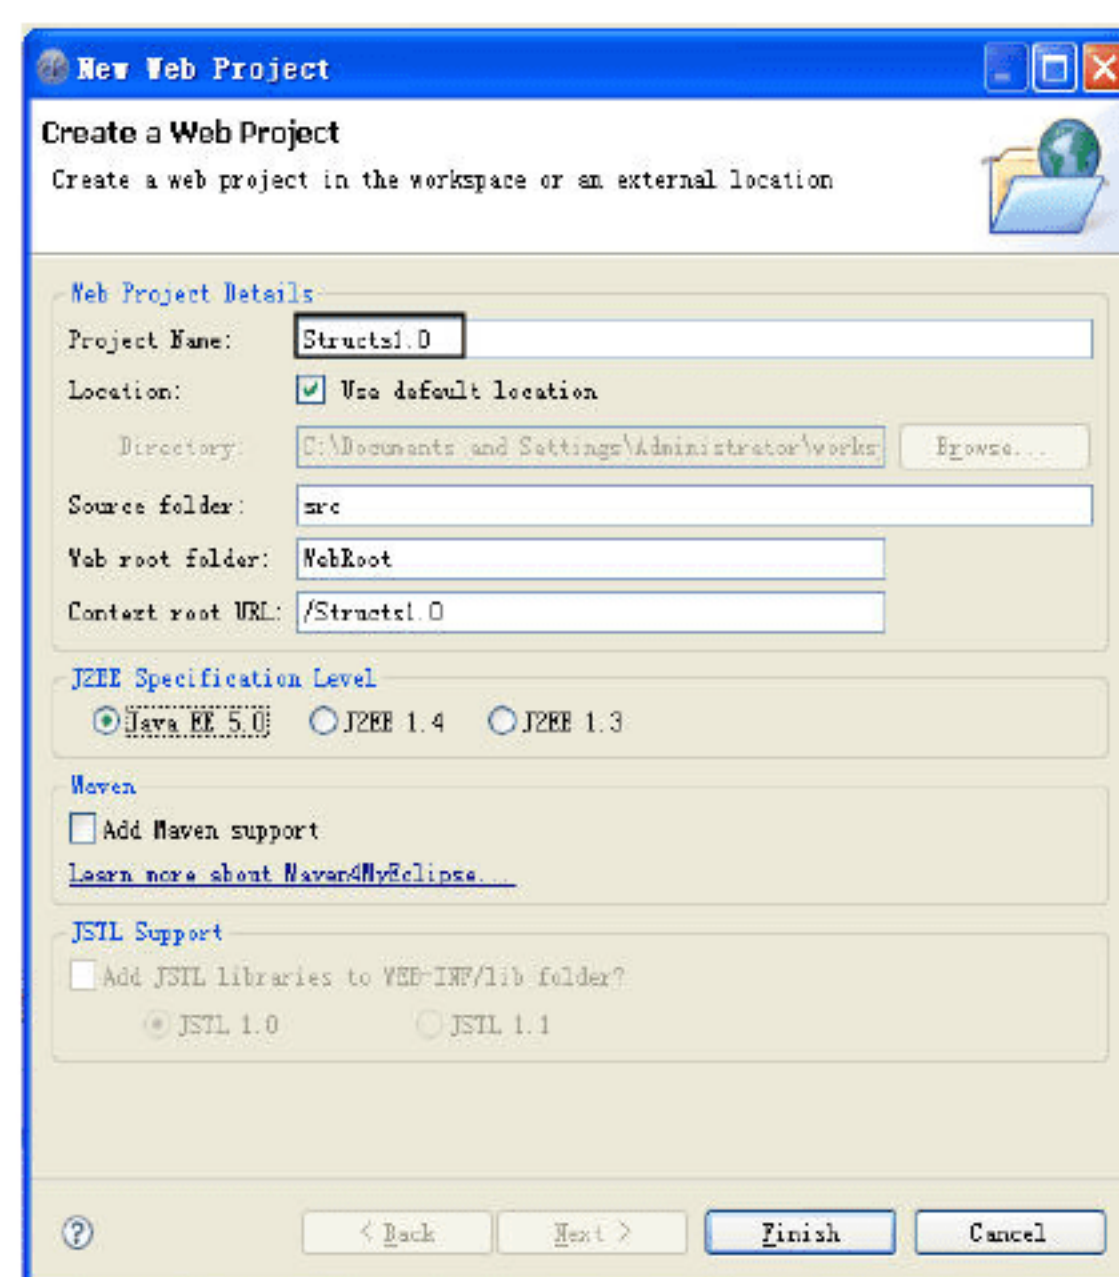 New Web Project
Create a Web Project
Create a web project in the workspace or an external location
Web Project Details
Project Name: Structs1.0
Location: Use default location
Directory: C:\Documents and Settings\Administrator\works Browse...
Source folder: src
Web root folder: WebRoot
Context root URL: /Structs1.0
J2EE Specification Level
Java EE 5.0 J2EE 1.4 J2EE 1.3
Maven
Add Maven support
Learn more about Maven4MyEclipse...
JSTL Support
Add JSTL libraries to WEB-INF/lib folder?
JSTL 1.0 JSTL 1.1
< Back Next > Finish Cancel